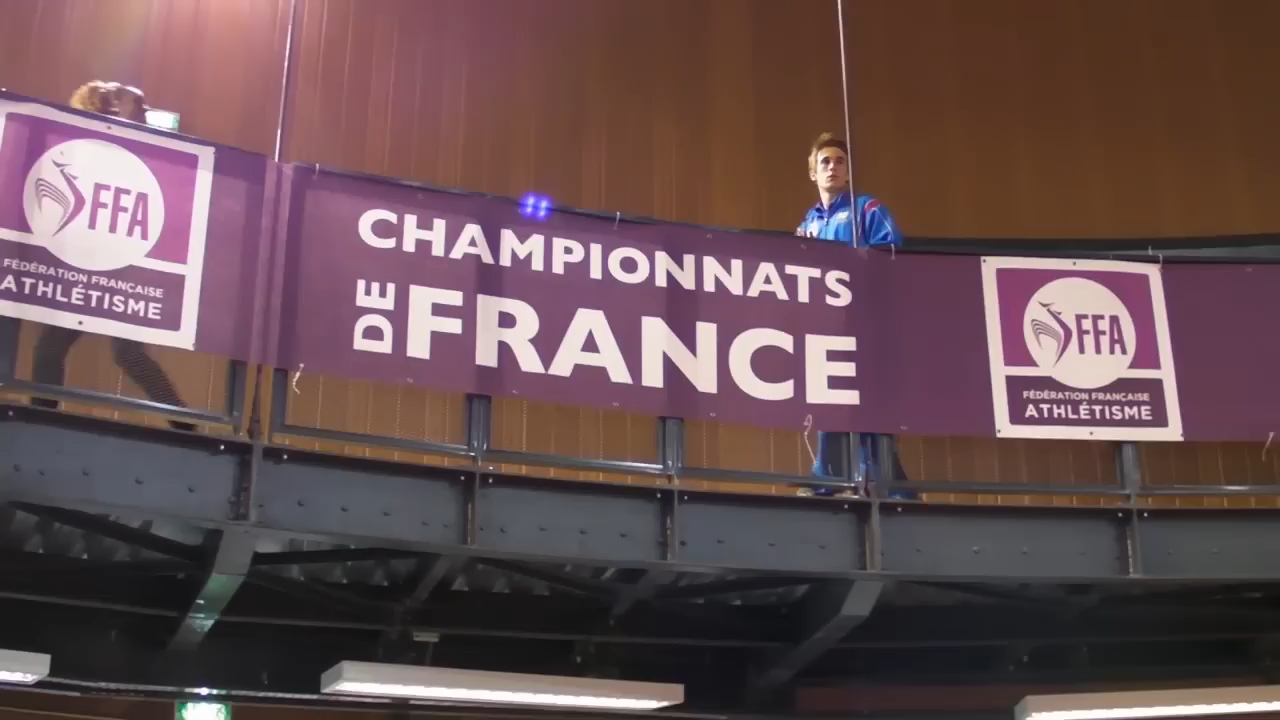 FFA
FÉDÉRATION FRANÇAISE
ATHLÉTISME
CHAMPIONNATS
DE FRANCE
FFA
FÉDÉRATION FRANÇAISE
ATHLÉTISME